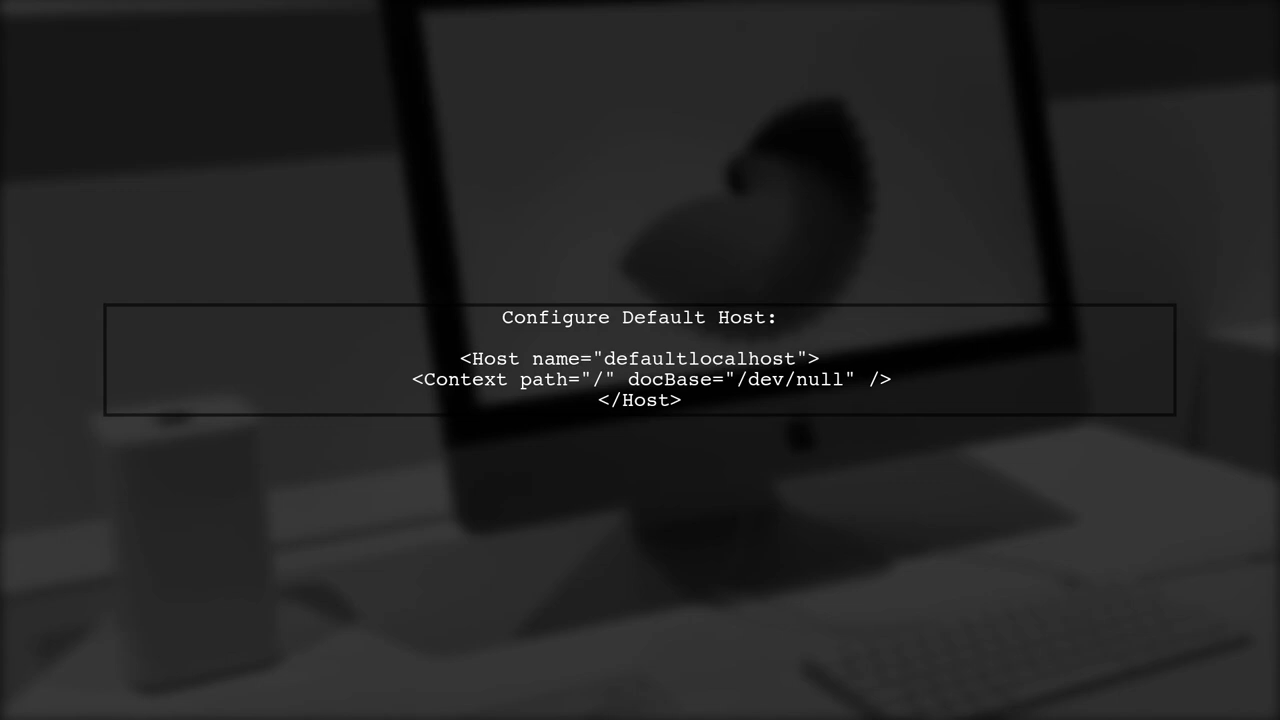 Configure Default Host:
<Host name="defaultlocalhost">
<Context path="/" docBase="/dev/null" />
</Host>